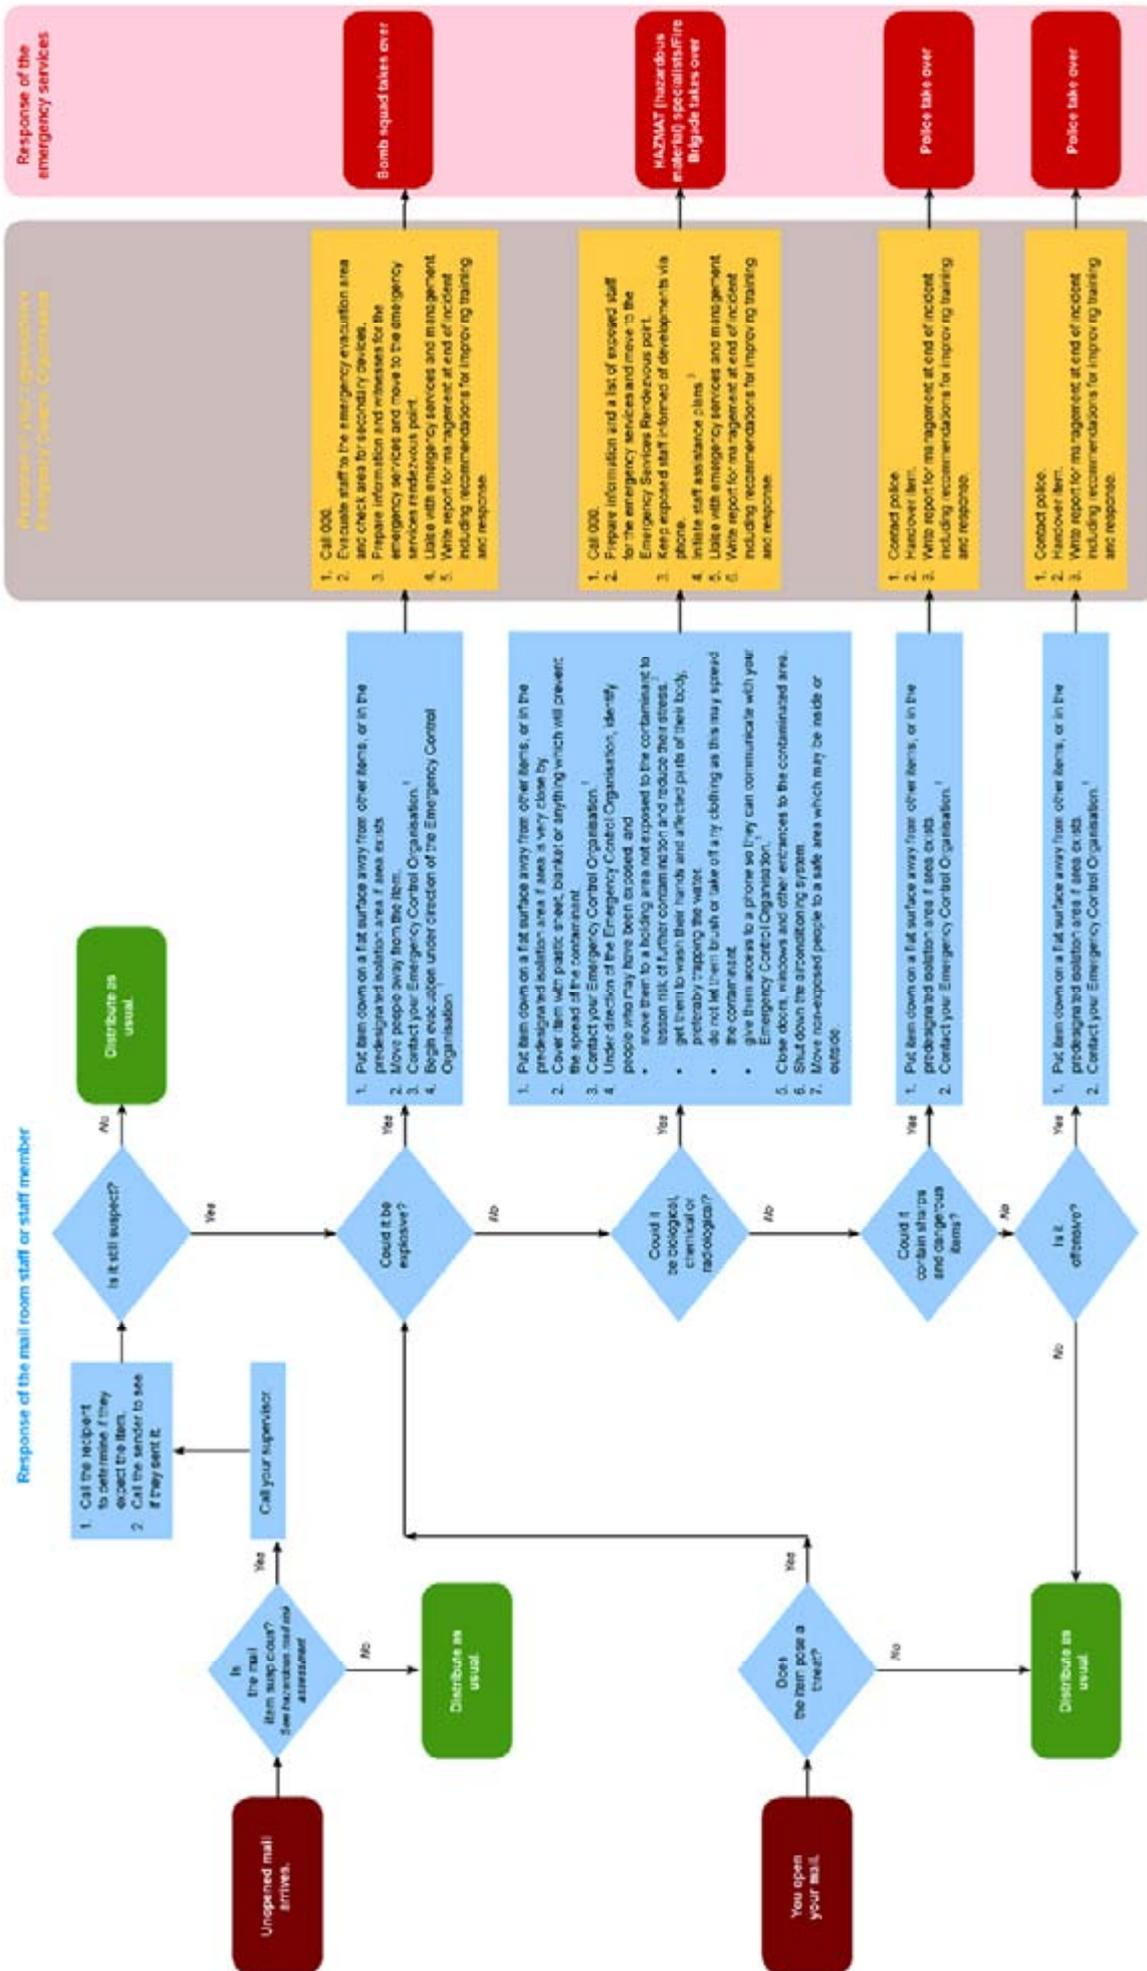 Response of the mail room staff or staff member
Response of the
emergency services
Unopened mail
arrives.
Is
the mail
item suspicious?
See hazardous mail risk
assessment
Yes
No
Distribute as
usual.
Call your supervisor.
1. Call the recipient
to determine if they
expect the item.
2. Call the sender to see
if they sent it.
Is it still suspect?
No
Distribute as
usual.
Yes
Could it be
explosive?
Yes
1. Put item down on a flat surface away from other items, or in the
predesignated isolation area if area exists.
2. Move people away from the item.
3. Contact your Emergency Control Organisation.1
4. Begin evacuation under direction of the Emergency Control
Organisation
1. Call 000.
2. Evacuate staff to the emergency evacuation area
and check area for secondary devices.
3. Prepare information and witnesses for the
emergency services and move to the emergency
services rendezvous point.
4. Liaise with emergency services and management.
5. Write report for management at end of incident
including recommendations for improving training
and response.
Bomb squad takes over
No
Could it
be biological,
chemical or
radiological?
Yes
1. Put item down on a flat surface away from other items, or in the
predesignated isolation area if area is very close by.
2. Cover item with plastic sheet, blanket or anything which will prevent
the spread of the contaminant.
3. Contact your Emergency Control Organisation.1
4. Under direction of the Emergency Control Organisation, identify
people who may have been exposed, and
• move them to a holding area not exposed to the contaminant to
lesson risk of further contamination and reduce their stress.2
• get them to wash their hands and affected parts of their body,
preferably trapping the water.
• do not let them brush or take off any clothing as this may spread
the contaminant.
• give them access to a phone so they can communicate with your
Emergency Control Organisation.1
5. Close doors, windows and other entrances to the contaminated area.
6. Shut down the airconditioning system.
7. Move non-exposed people to a safe area which may be inside or
outside.
1. Call 000.
2. Prepare information and a list of exposed staff
for the emergency services and move to the
Emergency Services Rendezvous point.
3. Keep exposed staff informed of developments via
phone.
4. Initiate staff assistance plans.3
5. Liaise with emergency services and management.
6. Write report for management at end of incident
including recommendations for improving training
and response.
HAZMAT (hazardous
material) specialists/Fire
Brigade takes over
No
Could it
contain sharps
and dangerous
items?
Yes
1. Put item down on a flat surface away from other items, or in the
predesignated isolation area if area exists.
2. Contact your Emergency Control Organisation.1
1. Contact police.
2. Handover item.
3. Write report for management at end of incident
including recommendations for improving training
and response.
Police take over
No
Is it
offensive?
Yes
1. Put item down on a flat surface away from other items, or in the
predesignated isolation area if area exists.
2. Contact your Emergency Control Organisation.1
1. Contact police.
2. Handover item.
3. Write report for management at end of incident
including recommendations for improving training
and response.
Police take over
No
You open
your mail.
Does
the item pose a
threat?
Yes
No
Distribute as
usual.